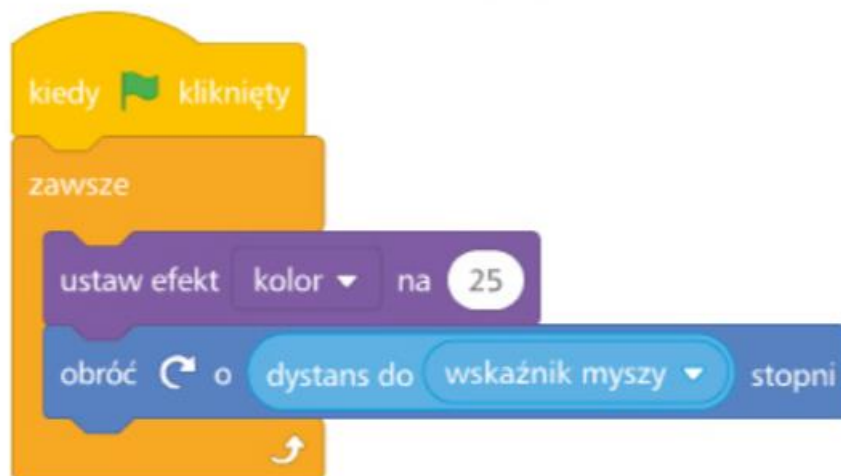 kiedy kliknięty
zawsze
ustaw efekt kolor na 25
obróć o dystans do wskaźnik myszy stopni